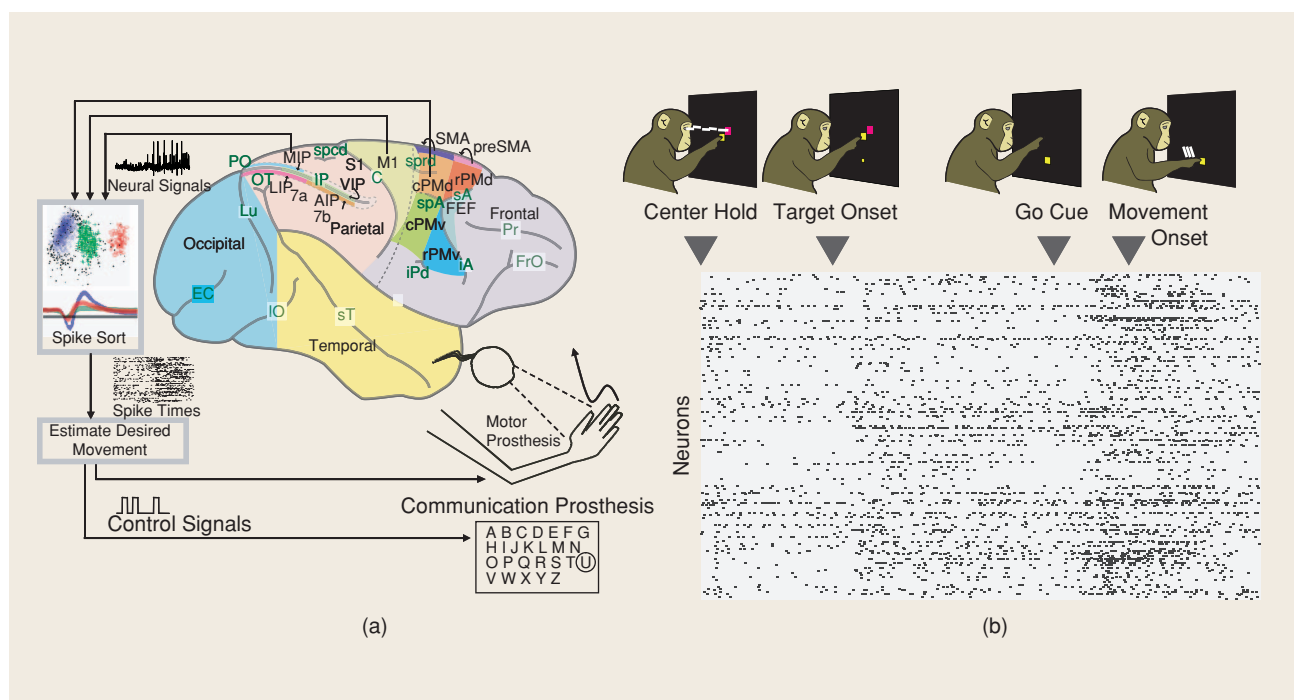 Neural Signals
Spike Sort
Spike Times
Estimate Desired
Movement
Control Signals
PO
MIP
spcd
S1
M1
sprd
SMA
preSMA
OT
LIP
7a
IP
VIP
C
cPMd
rPMd
AIP
7b
spA
sA
FEF
Lu
Parietal
cPMv
Frontal
Pr
Occipital
rPMv
iPd
iA
FrO
EC
IO
sT
Temporal
Motor
Prosthesis
Communication Prosthesis
A B C D E F G
H I J K L M N
O P Q R S T U
V W X Y Z
(a)
Center Hold
Target Onset
Go Cue
Movement
Onset
Neurons
(b)